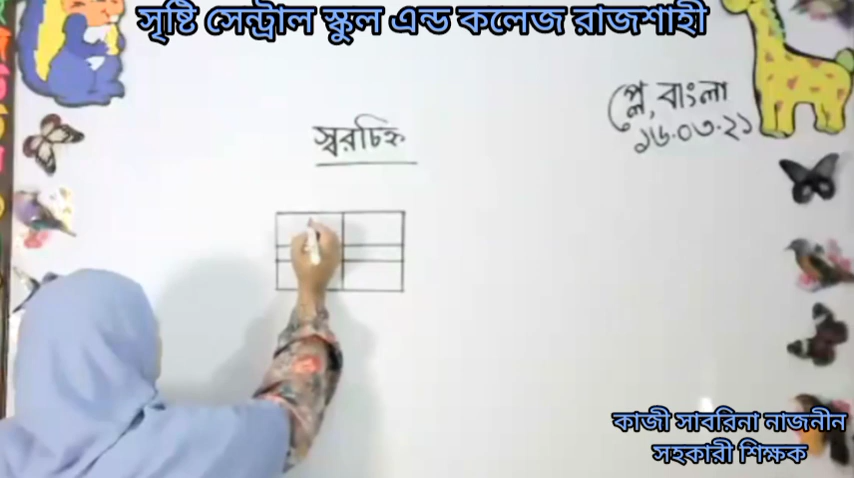 সৃষ্টি সেন্ট্রাল স্কুল এন্ড কলেজ রাজশাহী
প্লে, বাংলা
১৬.০৩.২১
স্বরচিহ্ন
কাজী সাবরিনা নাজনীন
সহকারী শিক্ষক